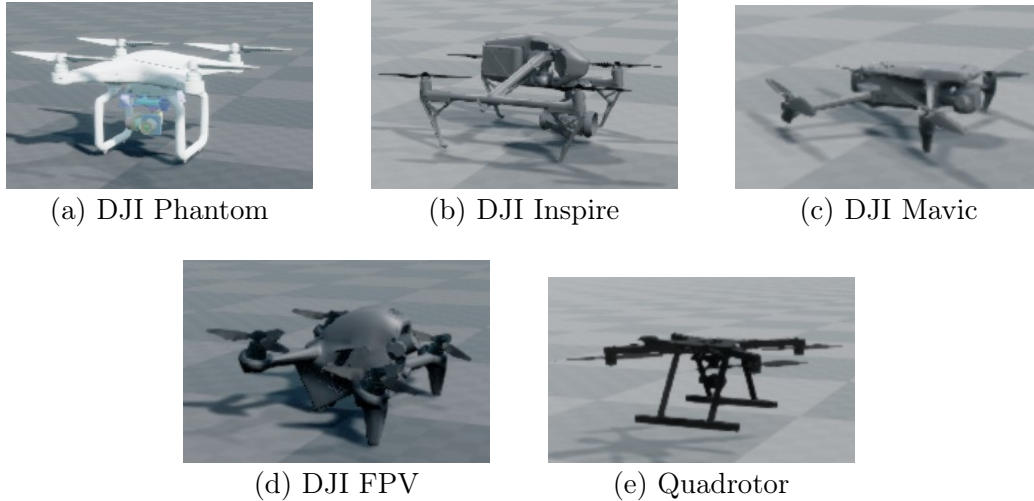 (a) DJI Phantom
(b) DJI Inspire
(c) DJI Mavic
(d) DJI FPV
(e) Quadrotor